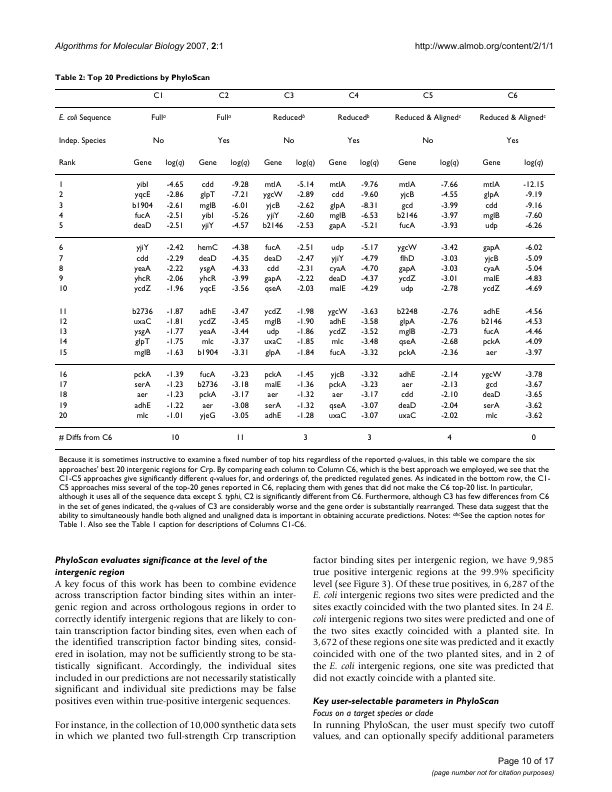 Algorithms for Molecular Biology 2007, 2:1 http://www.almob.org/content/2/1/1
Table 2: Top 20 Predictions by PhyloScan
C1 C2 C3 C4 C5 C6
E. coli Sequence Fullᵃ Fullᵃ Reducedᵇ Reducedᵇ Reduced & Alignedᶜ Reduced & Alignedᶜ
Indep. Species No Yes No Yes No Yes
Rank Gene log(q) Gene log(q) Gene log(q) Gene log(q) Gene log(q) Gene log(q)
1 yibI -4.65 cdd -9.28 mtlA -5.14 mtlA -9.76 mtlA -7.66 mtlA -12.15
2 yqcE -2.86 glpT -7.21 ygcW -2.89 cdd -9.60 yjcB -4.55 glpA -9.19
3 b1904 -2.61 mglB -6.01 yjcB -2.62 glpA -8.31 gcd -3.99 cdd -9.16
4 fucA -2.51 yibI -5.26 yjiY -2.60 mglB -6.53 b2146 -3.97 mglB -7.60
5 deaD -2.51 yjiY -4.57 b2146 -2.53 gapA -5.21 fucA -3.93 udp -6.26
6 yjiY -2.42 hemC -4.38 fucA -2.51 udp -5.17 ygcW -3.42 gapA -6.02
7 cdd -2.29 deaD -4.35 deaD -2.47 yjiY -4.79 flhD -3.03 yjcB -5.09
8 yeaA -2.22 ysgA -4.33 cdd -2.31 cyaA -4.70 gapA -3.03 cyaA -5.04
9 yhcR -2.06 yhcR -3.99 gapA -2.22 deaD -4.37 ycdZ -3.01 malE -4.83
10 ycdZ -1.96 yqcE -3.56 qseA -2.03 malE -4.29 udp -2.78 ycdZ -4.69
11 b2736 -1.87 adhE -3.47 ycdZ -1.98 ygcW -3.63 b2248 -2.76 adhE -4.56
12 uxaC -1.81 ycdZ -3.45 mglB -1.90 adhE -3.58 glpA -2.76 b2146 -4.53
13 ysgA -1.77 yeaA -3.44 udp -1.86 ycdZ -3.52 mglB -2.73 fucA -4.46
14 glpT -1.75 mlc -3.37 uxaC -1.85 mlc -3.48 qseA -2.68 pckA -4.09
15 mglB -1.63 b1904 -3.31 glpA -1.84 fucA -3.32 pckA -2.36 aer -3.97
16 pckA -1.39 fucA -3.23 pckA -1.45 yjcB -3.32 adhE -2.14 ygcW -3.78
17 serA -1.23 b2736 -3.18 malE -1.36 pckA -3.23 aer -2.13 gcd -3.67
18 aer -1.23 pckA -3.17 aer -1.32 aer -3.17 cdd -2.10 deaD -3.65
19 adhE -1.22 aer -3.08 serA -1.32 qseA -3.07 deaD -2.04 serA -3.62
20 mlc -1.01 yjeG -3.05 adhE -1.28 uxaC -3.07 uxaC -2.02 mlc -3.62
# Diffs from C6 10 11 3 3 4 0
Because it is sometimes instructive to examine a fixed number of top hits regardless of the reported q-values, in this table we compare the six
approaches' best 20 intergenic regions for Crp. By comparing each column to Column C6, which is the best approach we employed, we see that the
C1-C5 approaches give significantly different q-values for, and orderings of, the predicted regulated genes. As indicated in the bottom row, the C1-
C5 approaches miss several of the top-20 genes reported in C6, replacing them with genes that did not make the C6 top-20 list. In particular,
although it uses all of the sequence data except S. typhi, C2 is significantly different from C6. Furthermore, although C3 has few differences from C6
in the set of genes indicated, the q-values of C3 are considerably worse and the gene order is substantially rearranged. These data suggest that the
ability to simultaneously handle both aligned and unaligned data is important in obtaining accurate predictions. Notes: ᵃᵇᶜSee the caption notes for
Table 1. Also see the Table 1 caption for descriptions of Columns C1-C6.
PhyloScan evaluates significance at the level of the
intergenic region
A key focus of this work has been to combine evidence
across transcription factor binding sites within an inter-
genic region and across orthologous regions in order to
correctly identify intergenic regions that are likely to con-
tain transcription factor binding sites, even when each of
the identified transcription factor binding sites, consid-
ered in isolation, may not be sufficiently strong to be sta-
tistically significant. Accordingly, the individual sites
included in our predictions are not necessarily statistically
significant and individual site predictions may be false
positives even within true-positive intergenic sequences.
For instance, in the collection of 10,000 synthetic data sets
in which we planted two full-strength Crp transcription
factor binding sites per intergenic region, we have 9,985
true positive intergenic regions at the 99.9% specificity
level (see Figure 3). Of these true positives, in 6,287 of the
E. coli intergenic regions two sites were predicted and the
sites exactly coincided with the two planted sites. In 24 E.
coli intergenic regions two sites were predicted and one of
the two sites exactly coincided with a planted site. In
3,672 of these regions one site was predicted and it exactly
coincided with one of the two planted sites, and in 2 of
the E. coli intergenic regions, one site was predicted that
did not exactly coincide with a planted site.
Key user-selectable parameters in PhyloScan
Focus on a target species or clade
In running PhyloScan, the user must specify two cutoff
values, and can optionally specify additional parameters
Page 10 of 17
(page number not for citation purposes)